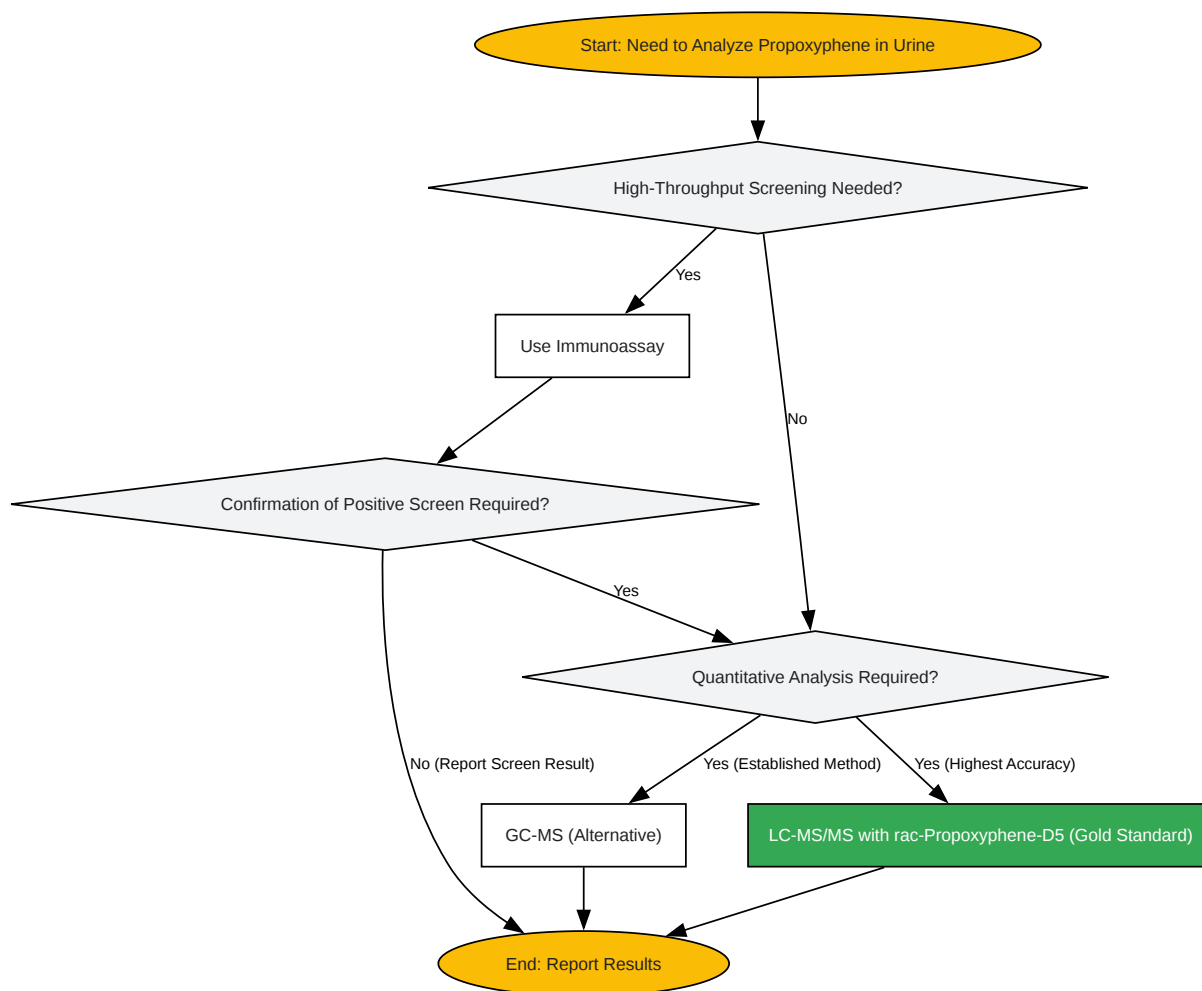 Start: Need to Analyze Propoxyphene in Urine
High-Throughput Screening Needed?
Yes
Use Immunoassay
No
Confirmation of Positive Screen Required?
Yes
Quantitative Analysis Required?
No (Report Screen Result)
Yes (Established Method)
Yes (Highest Accuracy)
GC-MS (Alternative)
LC-MS/MS with rac-Propoxyphene-D5 (Gold Standard)
End: Report Results